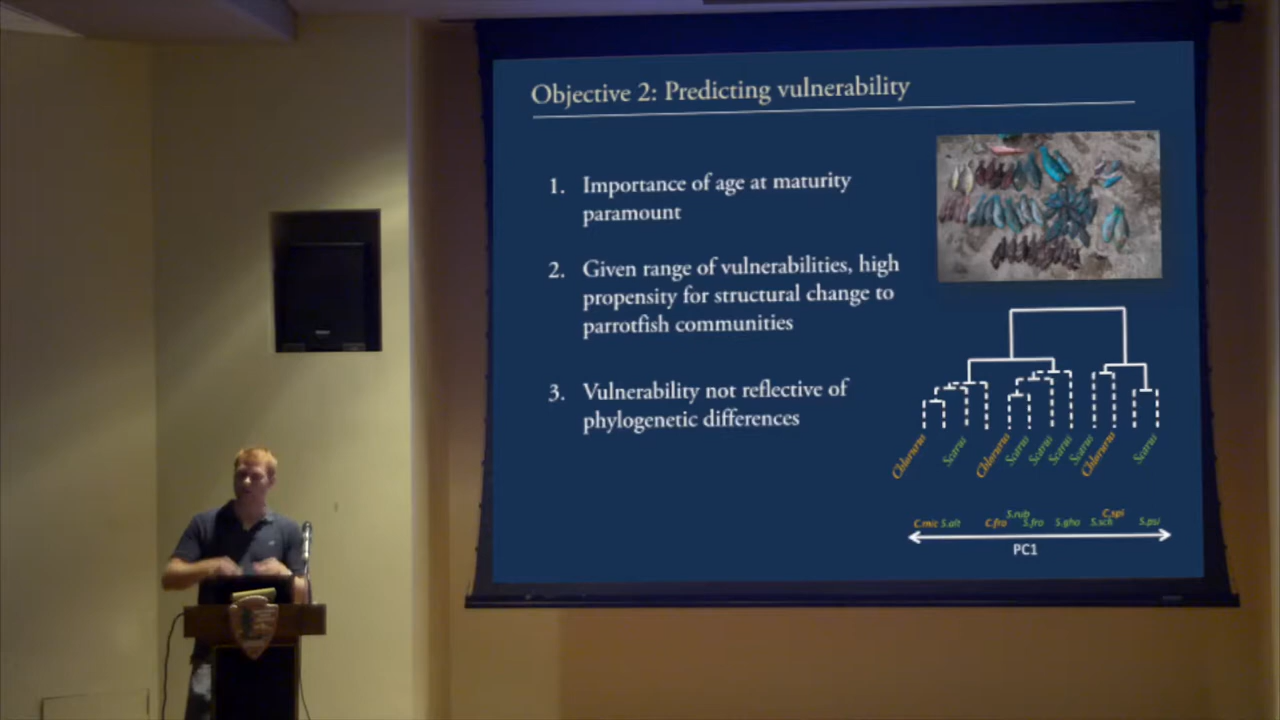 Objective 2: Predicting vulnerability
1. Importance of age at maturity
paramount
2. Given range of vulnerabilities, high
propensity for structural change to
parrotfish communities
3. Vulnerability not reflective of
phylogenetic differences
Chlorurus Scarus Chlorurus Scarus Scarus Scarus Scarus Chlorurus Scarus
C.mic S.alt C.fro S.rub S.fro S.gho S.sch C.spi S.psi
PC1